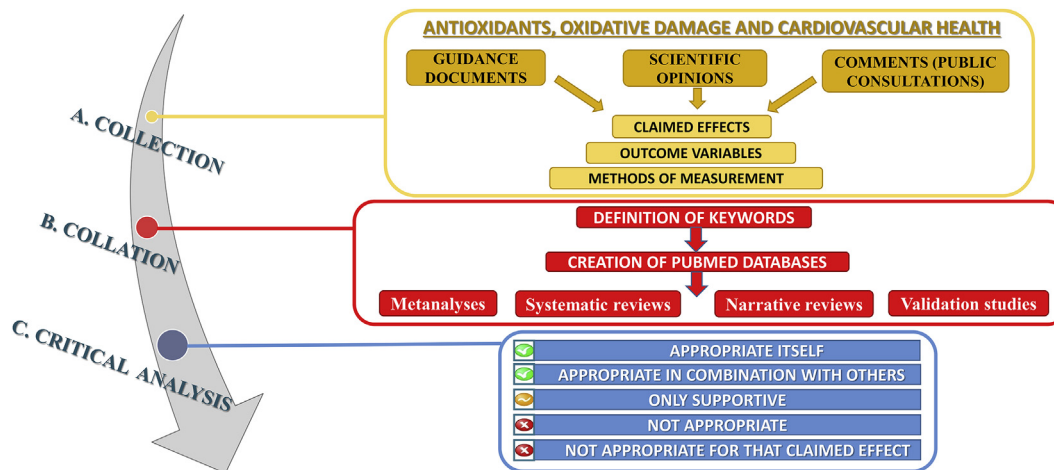 ANTIOXIDANTS, OXIDATIVE DAMAGE AND CARDIOVASCULAR HEALTH
GUIDANCE
DOCUMENTS
SCIENTIFIC
OPINIONS
COMMENTS (PUBLIC
CONSULTATIONS)
A. COLLECTION
CLAIMED EFFECTS
OUTCOME VARIABLES
METHODS OF MEASUREMENT
B. COLLATION
DEFINITION OF KEYWORDS
CREATION OF PUBMED DATABASES
Metanalyses
Systematic reviews
Narrative reviews
Validation studies
C. CRITICAL ANALYSIS
APPROPRIATE ITSELF
APPROPRIATE IN COMBINATION WITH OTHERS
ONLY SUPPORTIVE
NOT APPROPRIATE
NOT APPROPRIATE FOR THAT CLAIMED EFFECT